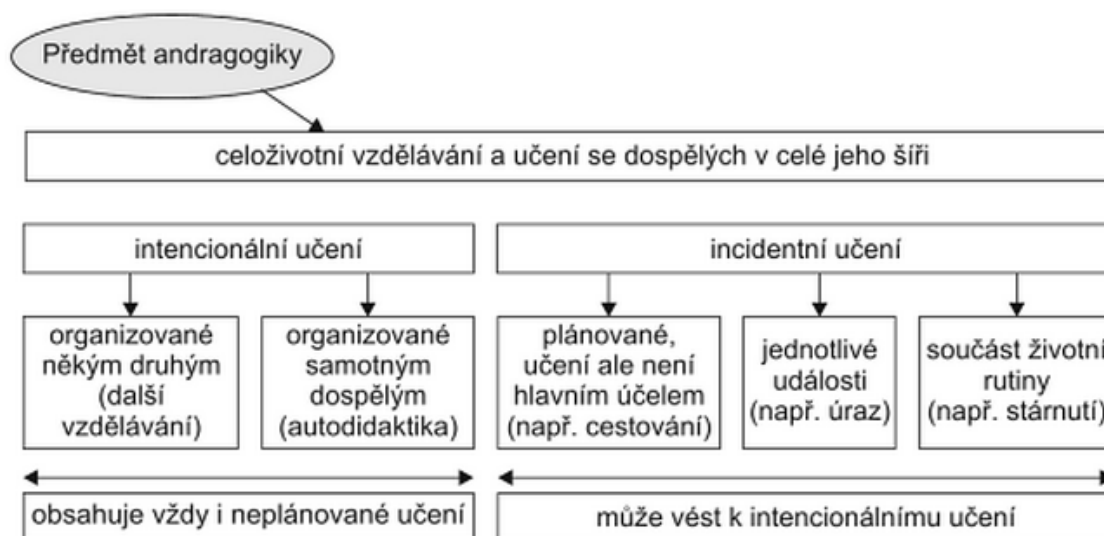 Předmět andragogiky
celoživotní vzdělávání a učení se dospělých v celé jeho šíři
intencionální učení
incidentní učení
organizované
někým druhým
(další
vzdělávání)
organizované
samotným
dospělým
(autodidaktika)
plánované,
učení ale není
hlavním účelem
(např. cestování)
jednotlivé
události
(např. úraz)
součást životní
rutiny
(např. stárnutí)
obsahuje vždy i neplánované učení
může vést k intencionálnímu učení